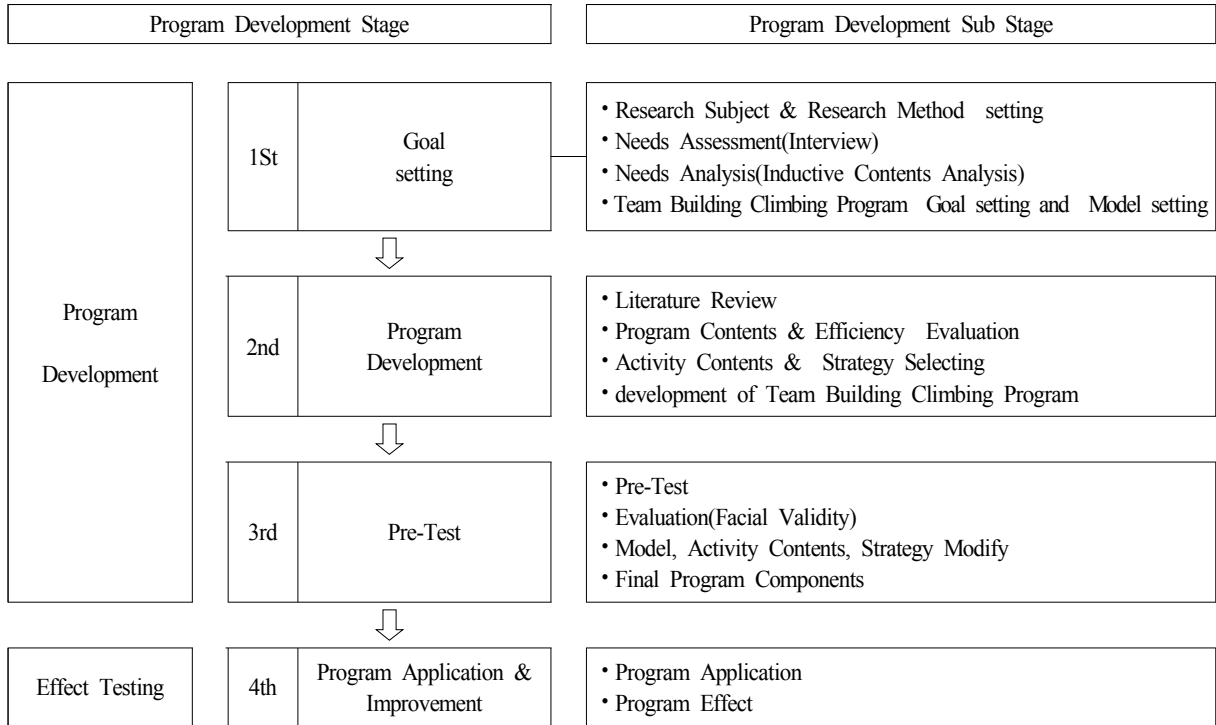 Program Development Stage
Program Development Sub Stage
Program
Development
1St
Goal
setting
• Research Subject & Research Method setting
• Needs Assessment(Interview)
• Needs Analysis(Inductive Contents Analysis)
• Team Building Climbing Program Goal setting and Model setting
2nd
Program
Development
• Literature Review
• Program Contents & Efficiency Evaluation
• Activity Contents & Strategy Selecting
• development of Team Building Climbing Program
3rd
Pre-Test
• Pre-Test
• Evaluation(Facial Validity)
• Model, Activity Contents, Strategy Modify
• Final Program Components
Effect Testing
4th
Program Application &
Improvement
• Program Application
• Program Effect